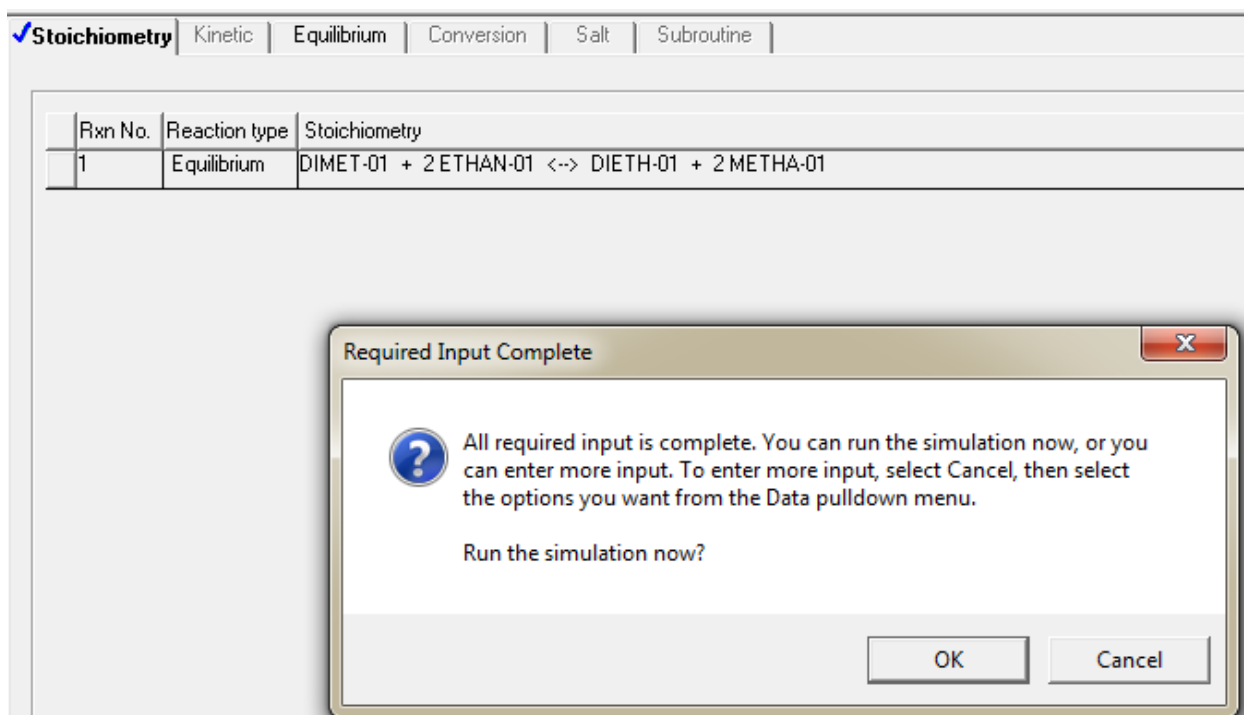 Stoichiometry Kinetic Equilibrium Conversion Salt Subroutine
Rxn No. Reaction type Stoichiometry
1 Equilibrium DIMET-01 + 2 ETHAN-01 <--> DIETH-01 + 2 METHA-01
Required Input Complete
All required input is complete. You can run the simulation now, or you
can enter more input. To enter more input, select Cancel, then select
the options you want from the Data pulldown menu.
Run the simulation now?
OK Cancel